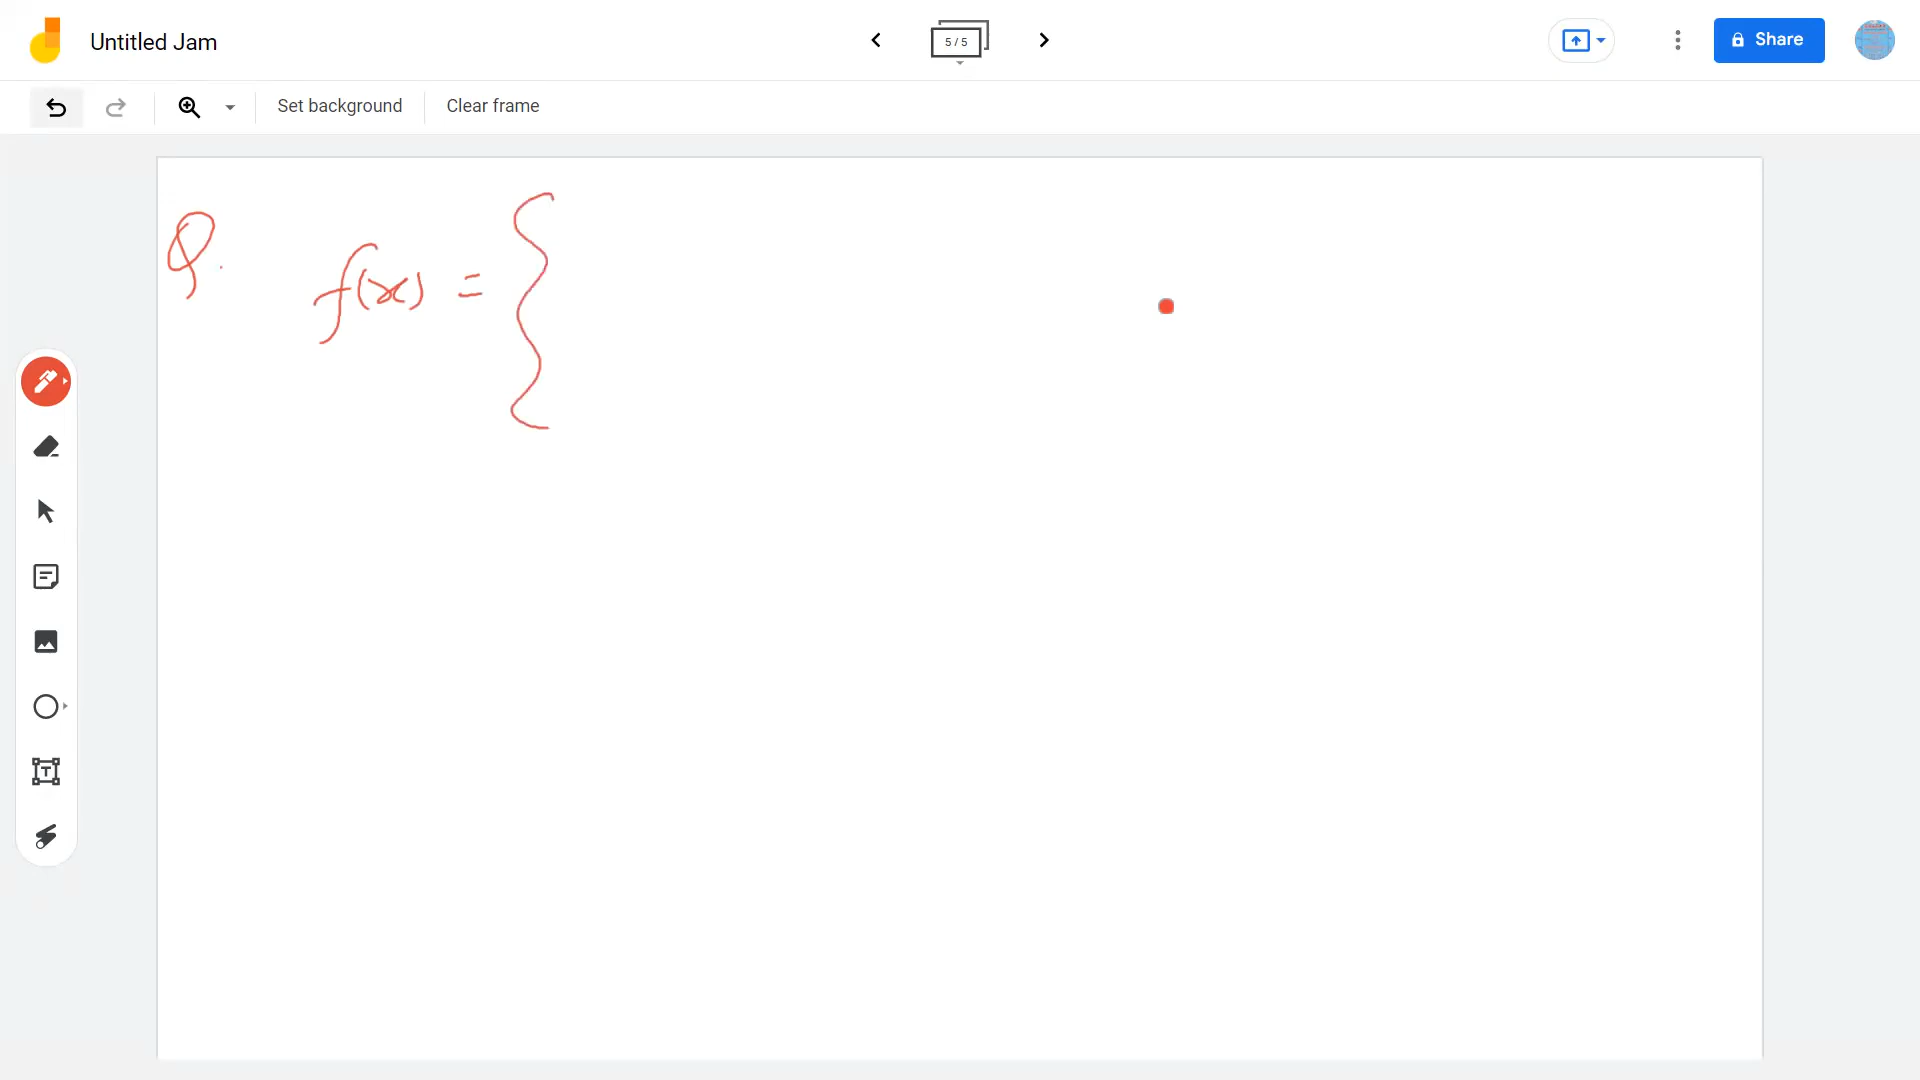 Untitled Jam
5 / 5
Share
Set background
Clear frame
Q. f(x) = {